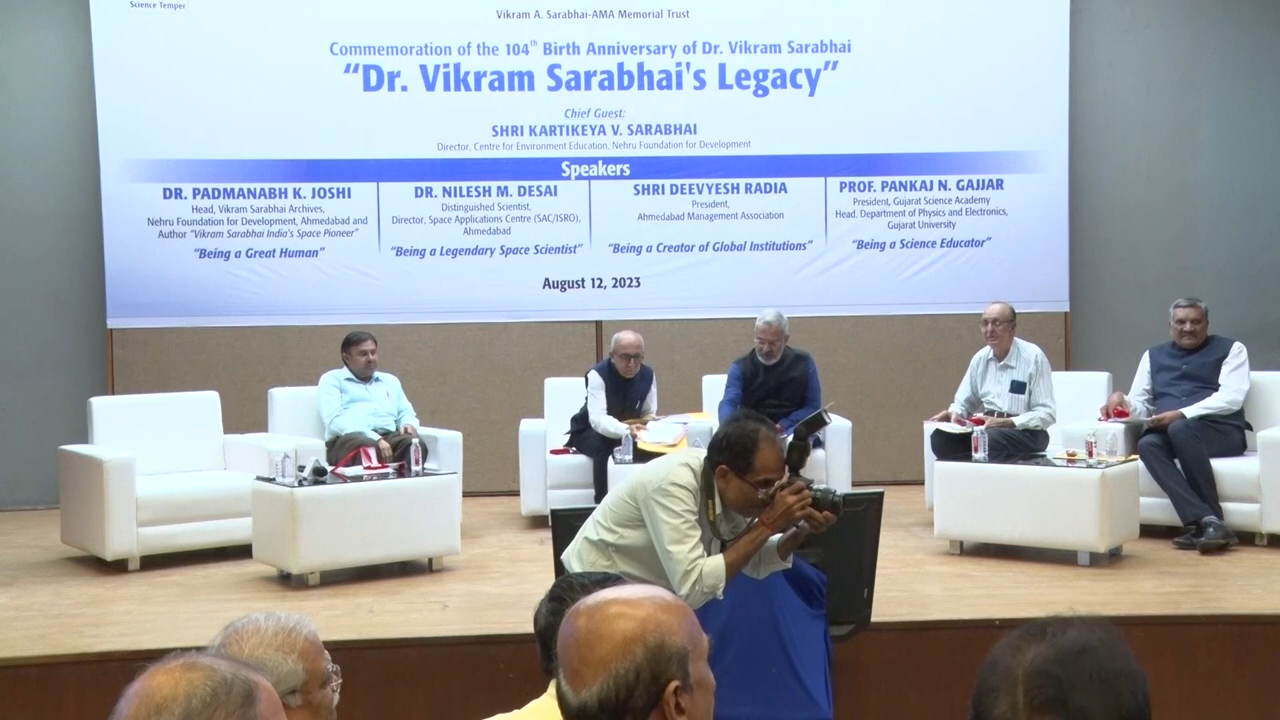 Science Temper
Vikram A. Sarabhai-AMA Memorial Trust
Commemoration of the 104th Birth Anniversary of Dr. Vikram Sarabhai
“Dr. Vikram Sarabhai's Legacy”
Chief Guest:
SHRI KARTIKEYA V. SARABHAI
Director, Centre for Environment Education, Nehru Foundation for Development
Speakers
DR. PADMANABH K. JOSHI
Head, Vikram Sarabhai Archives,
Nehru Foundation for Development, Ahmedabad and
Author “Vikram Sarabhai India's Space Pioneer”
“Being a Great Human”
DR. NILESH M. DESAI
Distinguished Scientist,
Director, Space Applications Centre (SAC/ISRO),
Ahmedabad
“Being a Legendary Space Scientist”
SHRI DEEVYESH RADIA
President,
Ahmedabad Management Association
“Being a Creator of Global Institutions”
PROF. PANKAJ N. GAJJAR
President, Gujarat Science Academy
Head, Department of Physics and Electronics,
Gujarat University
“Being a Science Educator”
August 12, 2023